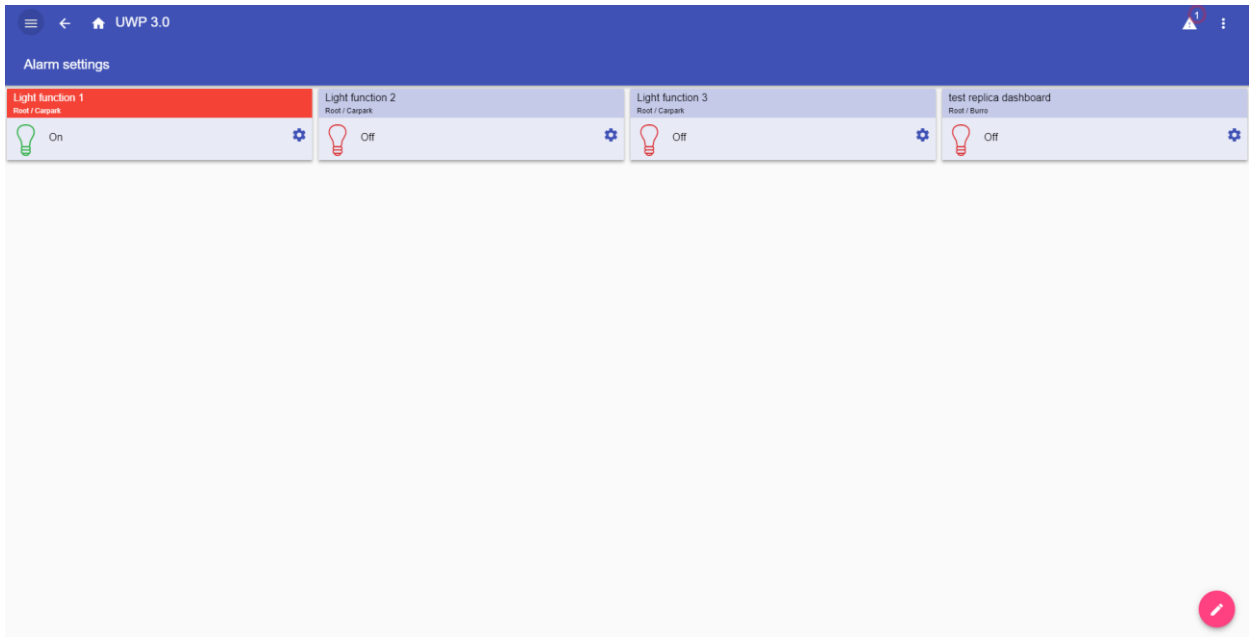 UWP 3.0
1
Alarm settings
Light function 1
Root / Carpark
On
Light function 2
Root / Carpark
Off
Light function 3
Root / Carpark
Off
test replica dashboard
Root / Burro
Off